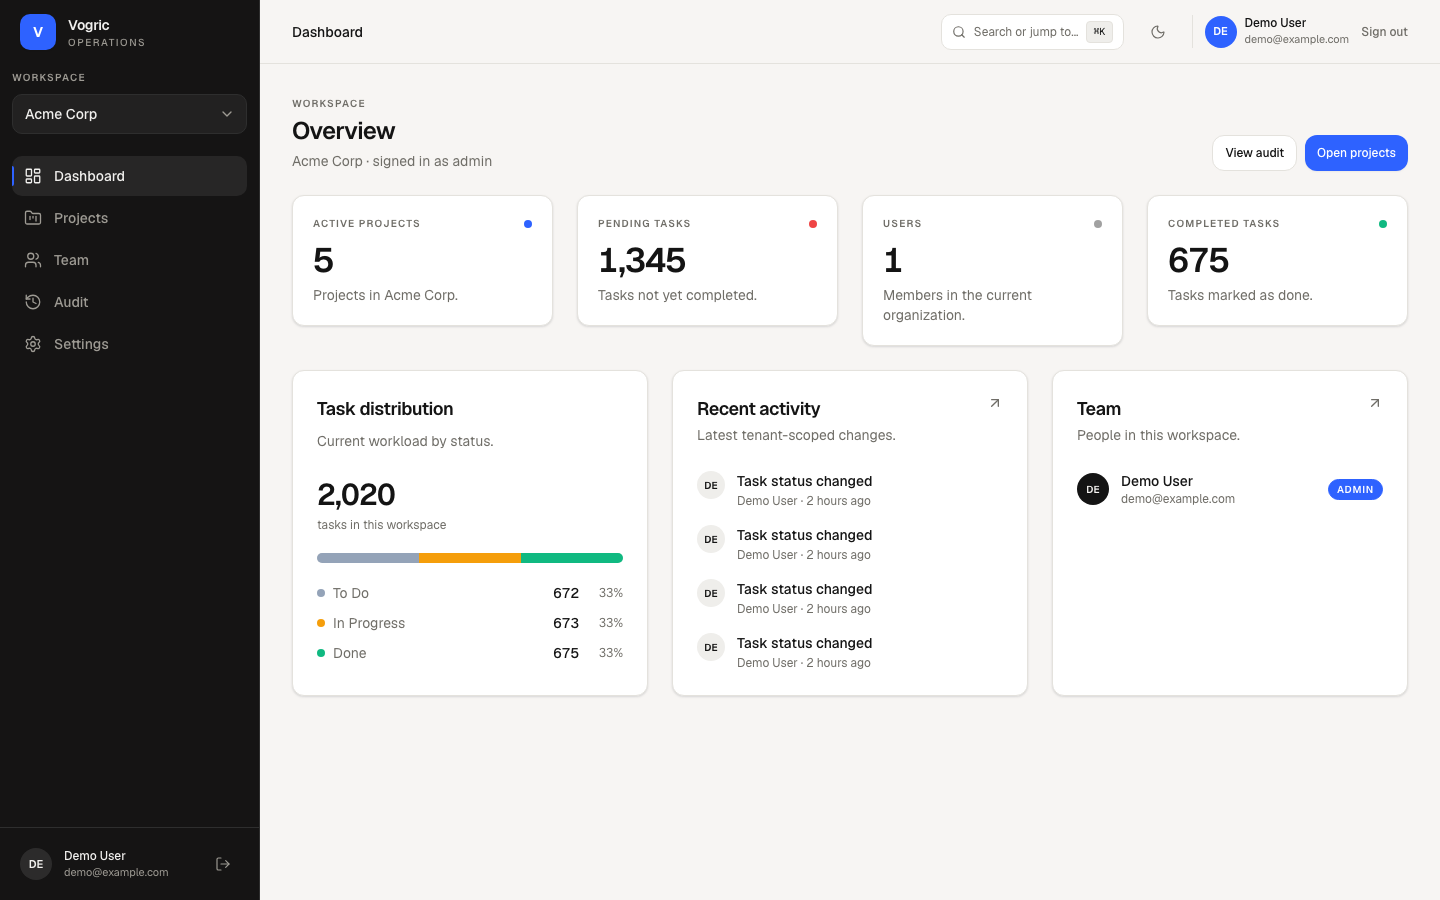 V
Vogric
OPERATIONS
WORKSPACE
Acme Corp
Dashboard
Projects
Team
Audit
Settings
DE
Demo User
demo@example.com
Dashboard
Search or jump to...
⌘K
DE
Demo User
demo@example.com
Sign out
WORKSPACE
Overview
Acme Corp · signed in as admin
View audit
Open projects
ACTIVE PROJECTS
5
Projects in Acme Corp.
PENDING TASKS
1,345
Tasks not yet completed.
USERS
1
Members in the current
organization.
COMPLETED TASKS
675
Tasks marked as done.
Task distribution
Current workload by status.
2,020
tasks in this workspace
To Do 672 33%
In Progress 673 33%
Done 675 33%
Recent activity
Latest tenant-scoped changes.
DE
Task status changed
Demo User · 2 hours ago
DE
Task status changed
Demo User · 2 hours ago
DE
Task status changed
Demo User · 2 hours ago
DE
Task status changed
Demo User · 2 hours ago
Team
People in this workspace.
DE
Demo User
demo@example.com
ADMIN